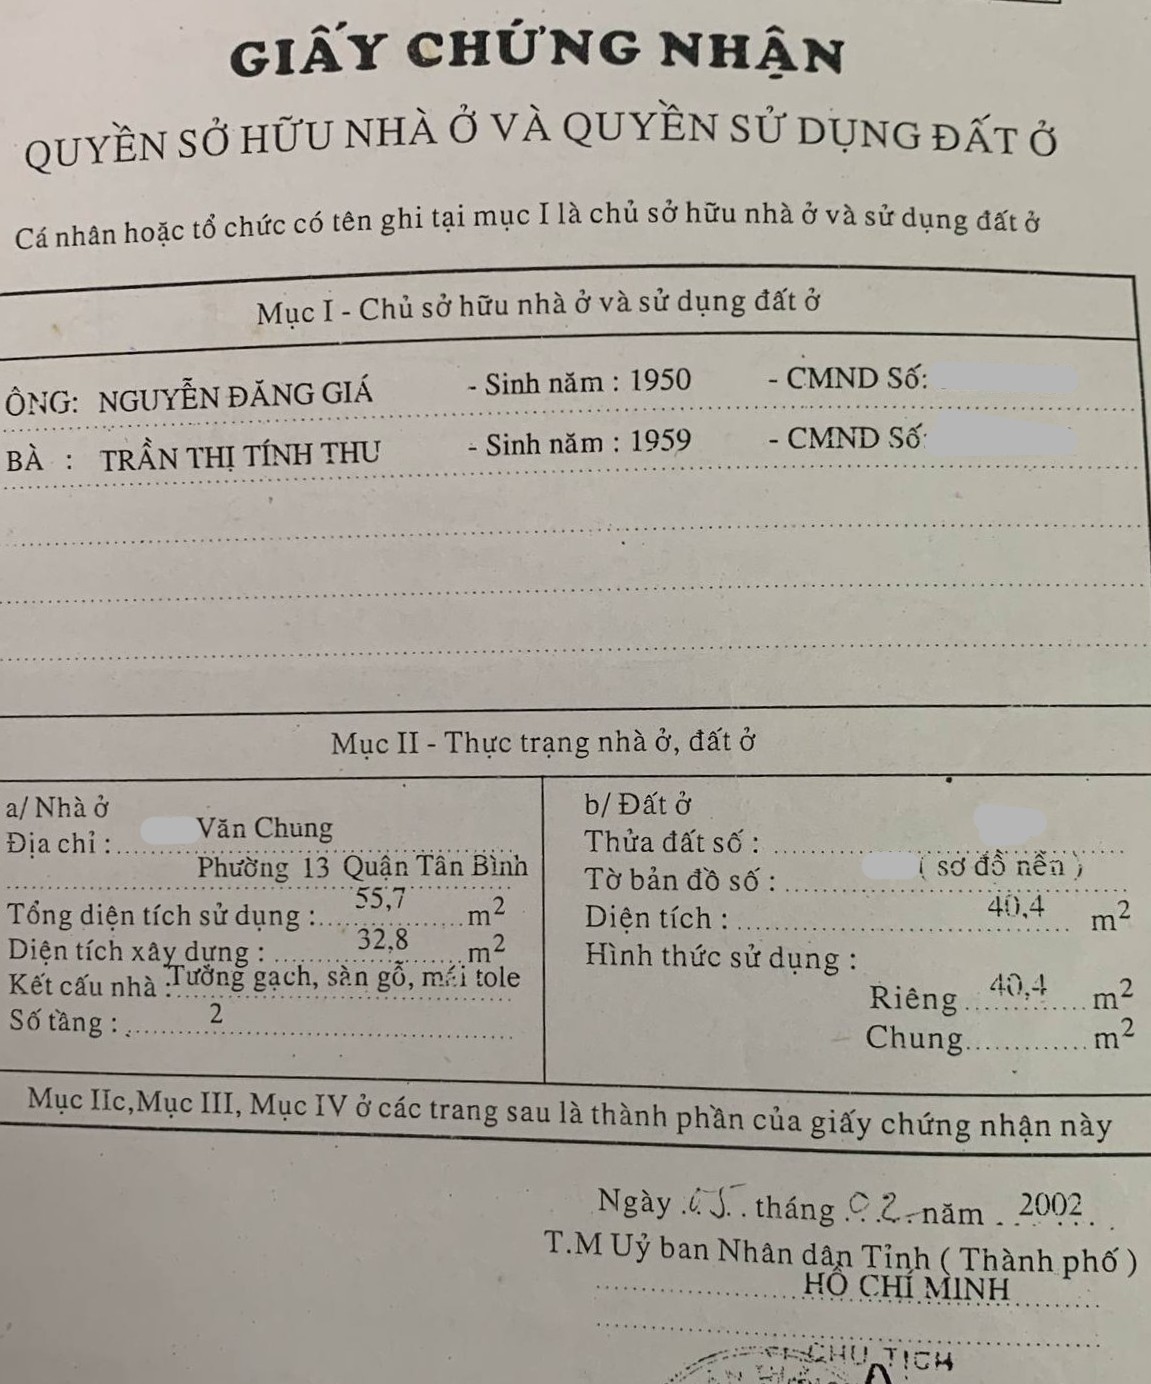 GIẤY CHỨNG NHẬN
QUYỀN SỞ HỮU NHÀ Ở VÀ QUYỀN SỬ DỤNG ĐẤT Ở
Cá nhân hoặc tổ chức có tên ghi tại mục I là chủ sở hữu nhà ở và sử dụng đất ở
Mục I - Chủ sở hữu nhà ở và sử dụng đất ở
ÔNG: NGUYỄN ĐĂNG GIÁ - Sinh năm : 1950 - CMND Số:
BÀ : TRẦN THỊ TÍNH THU - Sinh năm : 1959 - CMND Số:
Mục II - Thực trạng nhà ở, đất ở
a/ Nhà ở
Địa chỉ : Văn Chung
Phường 13 Quận Tân Bình
Tổng diện tích sử dụng : 55,7 m2
Diện tích xây dựng : 32,8 m2
Kết cấu nhà : Tường gạch, sàn gỗ, mái tole
Số tầng : 2
b/ Đất ở
Thửa đất số :
Tờ bản đồ số : ( sơ đồ nền )
Diện tích : 40,4 m2
Hình thức sử dụng :
Riêng 40,4 m2
Chung m2
Mục IIc,Mục III, Mục IV ở các trang sau là thành phần của giấy chứng nhận này
Ngày 05 tháng 02 năm 2002
T.M Uỷ ban Nhân dân Tỉnh ( Thành phố )
HỒ CHÍ MINH
CHỦ TỊCH